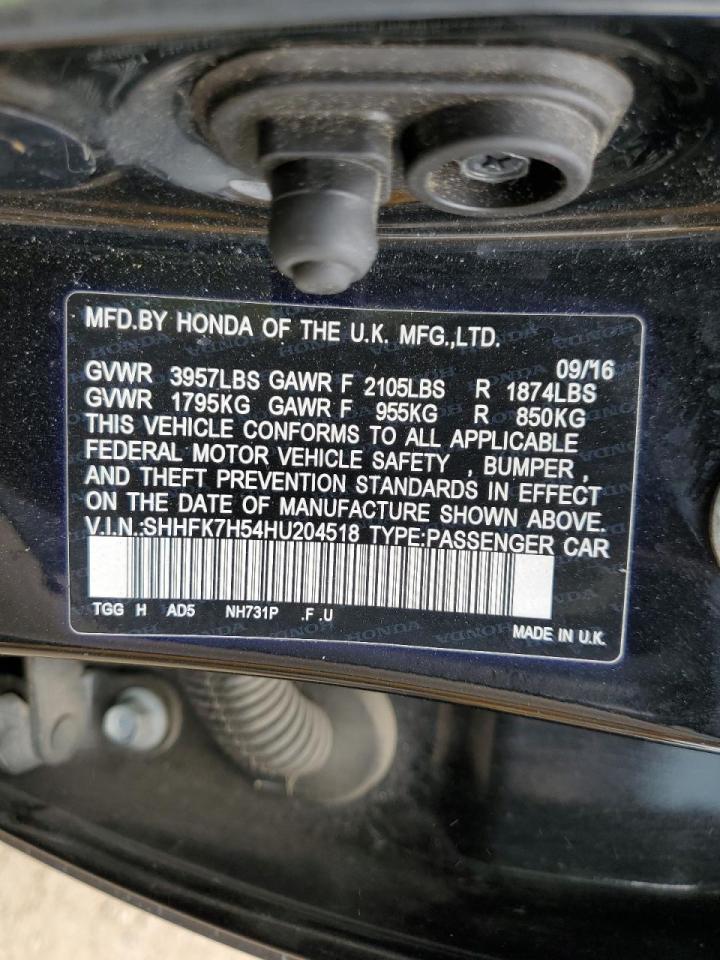 MFD.BY HONDA OF THE U.K. MFG.,LTD.
09/16
GVWR 3957LBS GAWR F 2105LBS R 1874LBS
GVWR 1795KG GAWR F 955KG R 850KG
THIS VEHICLE CONFORMS TO ALL APPLICABLE
FEDERAL MOTOR VEHICLE SAFETY , BUMPER ,
AND THEFT PREVENTION STANDARDS IN EFFECT
ON THE DATE OF MANUFACTURE SHOWN ABOVE.
V.I.N.:SHHFK7H54HU204518 TYPE:PASSENGER CAR
TGG H AD5 NH731P .F .U
MADE IN U.K.